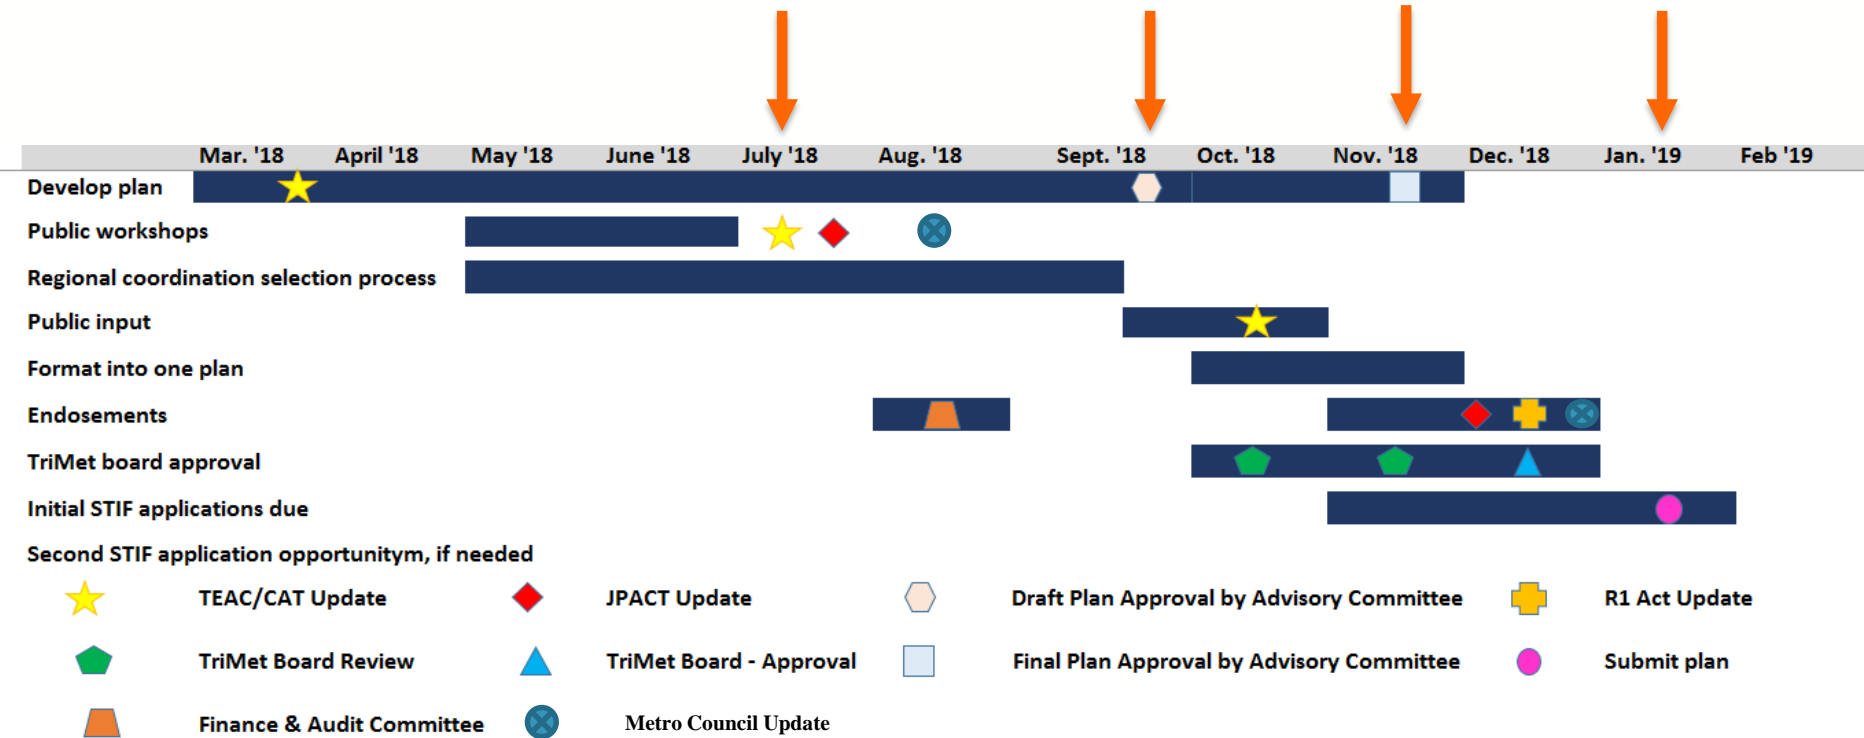 Mar. '18 April '18 May '18 June '18 July '18 Aug. '18 Sept. '18 Oct. '18 Nov. '18 Dec. '18 Jan. '19 Feb '19
Develop plan
Public workshops
Regional coordination selection process
Public input
Format into one plan
Endosements
TriMet board approval
Initial STIF applications due
Second STIF application opportunitym, if needed
TEAC/CAT Update JPACT Update Draft Plan Approval by Advisory Committee R1 Act Update
TriMet Board Review TriMet Board - Approval Final Plan Approval by Advisory Committee Submit plan
Finance & Audit Committee Metro Council Update